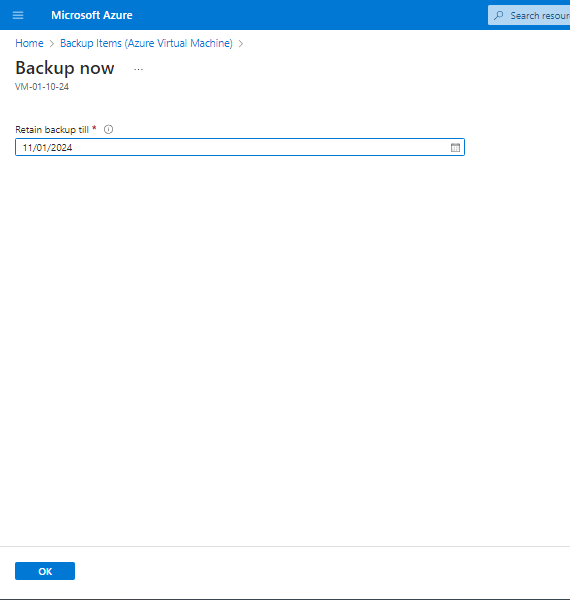 Microsoft Azure
Search resour
Home > Backup Items (Azure Virtual Machine) >
Backup now ...
VM-01-10-24
Retain backup till *
11/01/2024
OK